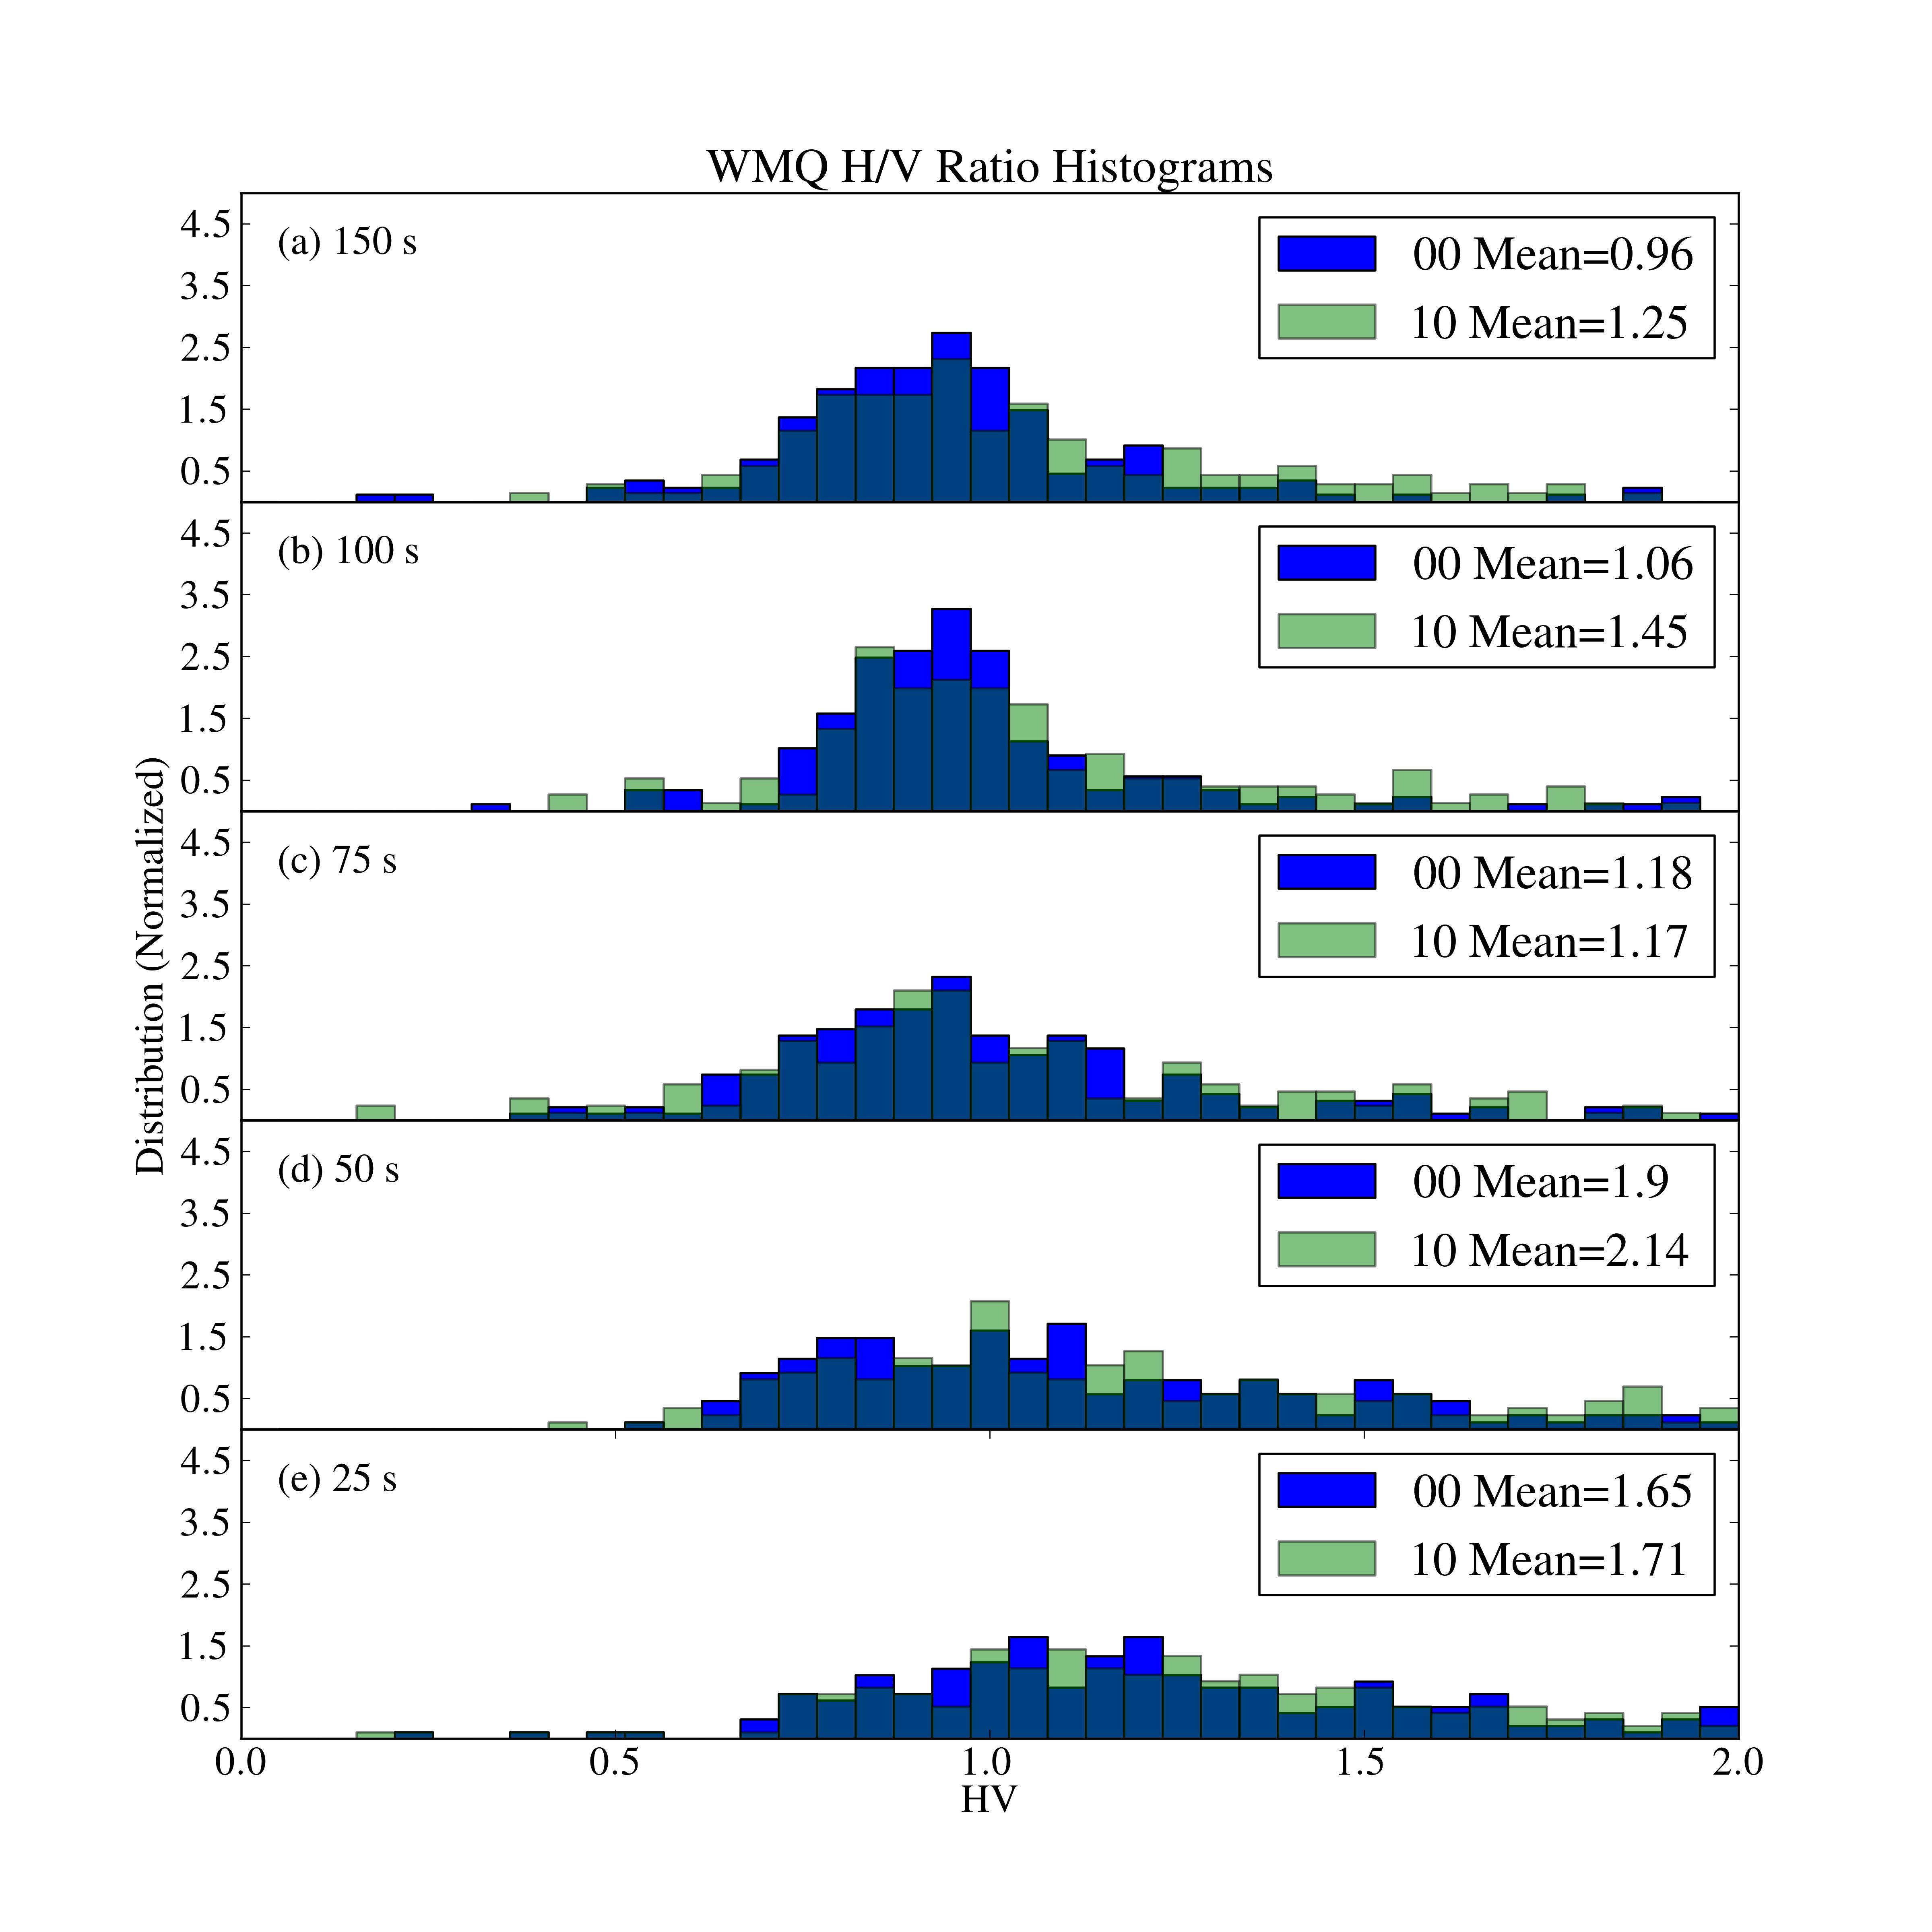 WMQ H/V Ratio Histograms
Distribution (Normalized)
(a) 150 s
4.5
3.5
2.5
1.5
0.5
00 Mean=0.96
10 Mean=1.25
(b) 100 s
4.5
3.5
2.5
1.5
0.5
00 Mean=1.06
10 Mean=1.45
(c) 75 s
4.5
3.5
2.5
1.5
0.5
00 Mean=1.18
10 Mean=1.17
(d) 50 s
4.5
3.5
2.5
1.5
0.5
00 Mean=1.9
10 Mean=2.14
(e) 25 s
4.5
3.5
2.5
1.5
0.5
00 Mean=1.65
10 Mean=1.71
0.0 0.5 1.0 1.5 2.0
HV